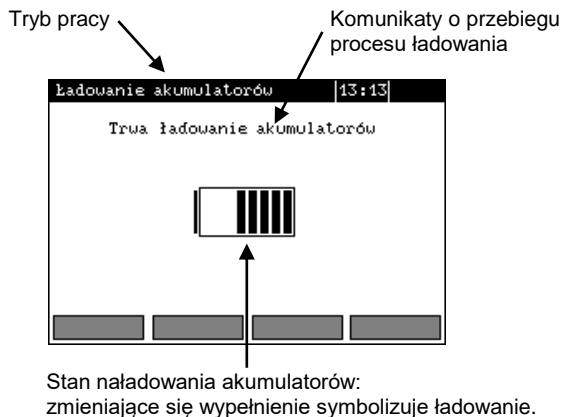 Tryb pracy
Komunikaty o przebiegu
procesu ładowania
Ładowanie akumulatorów 13:13
Trwa ładowanie akumulatorów
Stan naładowania akumulatorów:
zmieniające się wypełnienie symbolizuje ładowanie.